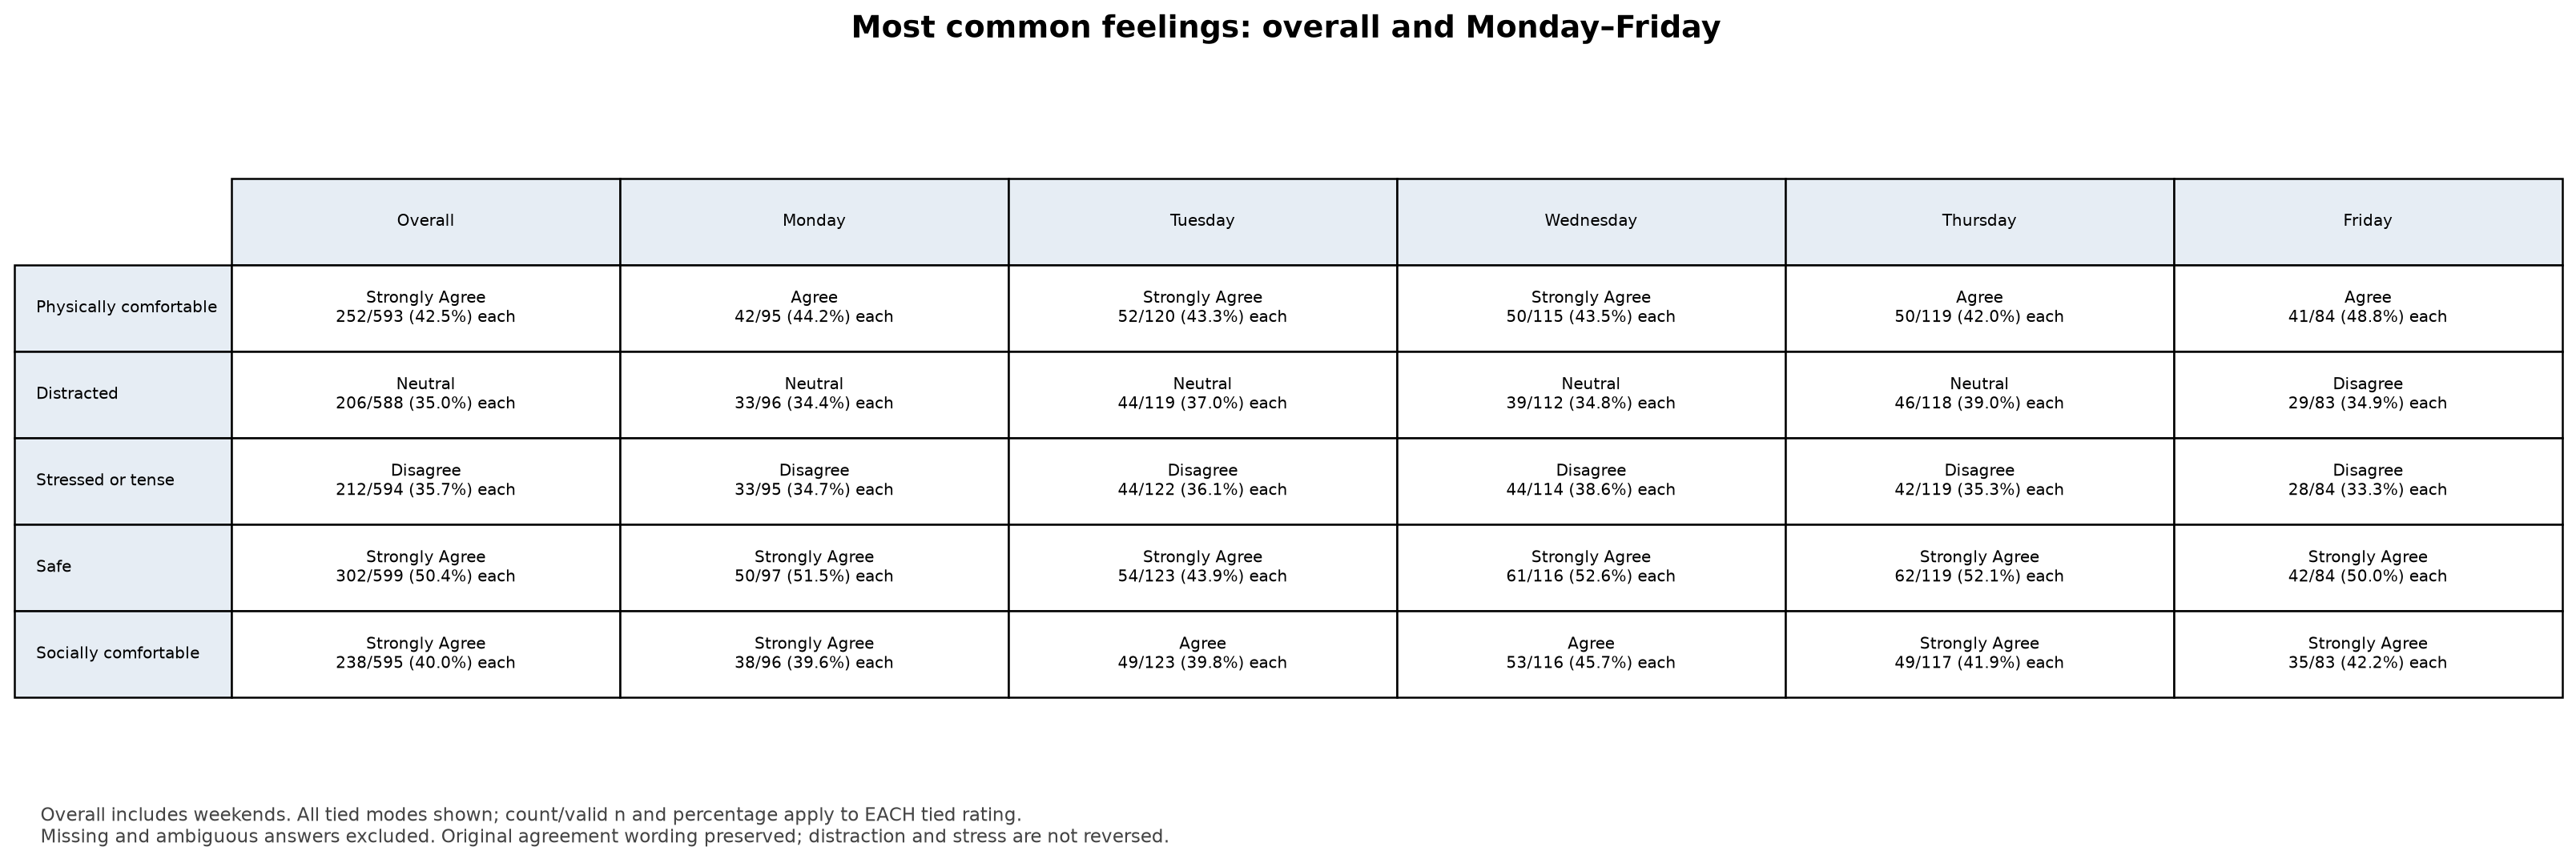 Most common feelings: overall and Monday–Friday
Overall
Monday
Tuesday
Wednesday
Thursday
Friday
Physically comfortable
Strongly Agree
252/593 (42.5%) each
Agree
42/95 (44.2%) each
Strongly Agree
52/120 (43.3%) each
Strongly Agree
50/115 (43.5%) each
Agree
50/119 (42.0%) each
Agree
41/84 (48.8%) each
Distracted
Neutral
206/588 (35.0%) each
Neutral
33/96 (34.4%) each
Neutral
44/119 (37.0%) each
Neutral
39/112 (34.8%) each
Neutral
46/118 (39.0%) each
Disagree
29/83 (34.9%) each
Stressed or tense
Disagree
212/594 (35.7%) each
Disagree
33/95 (34.7%) each
Disagree
44/122 (36.1%) each
Disagree
44/114 (38.6%) each
Disagree
42/119 (35.3%) each
Disagree
28/84 (33.3%) each
Safe
Strongly Agree
302/599 (50.4%) each
Strongly Agree
50/97 (51.5%) each
Strongly Agree
54/123 (43.9%) each
Strongly Agree
61/116 (52.6%) each
Strongly Agree
62/119 (52.1%) each
Strongly Agree
42/84 (50.0%) each
Socially comfortable
Strongly Agree
238/595 (40.0%) each
Strongly Agree
38/96 (39.6%) each
Agree
49/123 (39.8%) each
Agree
53/116 (45.7%) each
Strongly Agree
49/117 (41.9%) each
Strongly Agree
35/83 (42.2%) each
Overall includes weekends. All tied modes shown; count/valid n and percentage apply to EACH tied rating.
Missing and ambiguous answers excluded. Original agreement wording preserved; distraction and stress are not reversed.